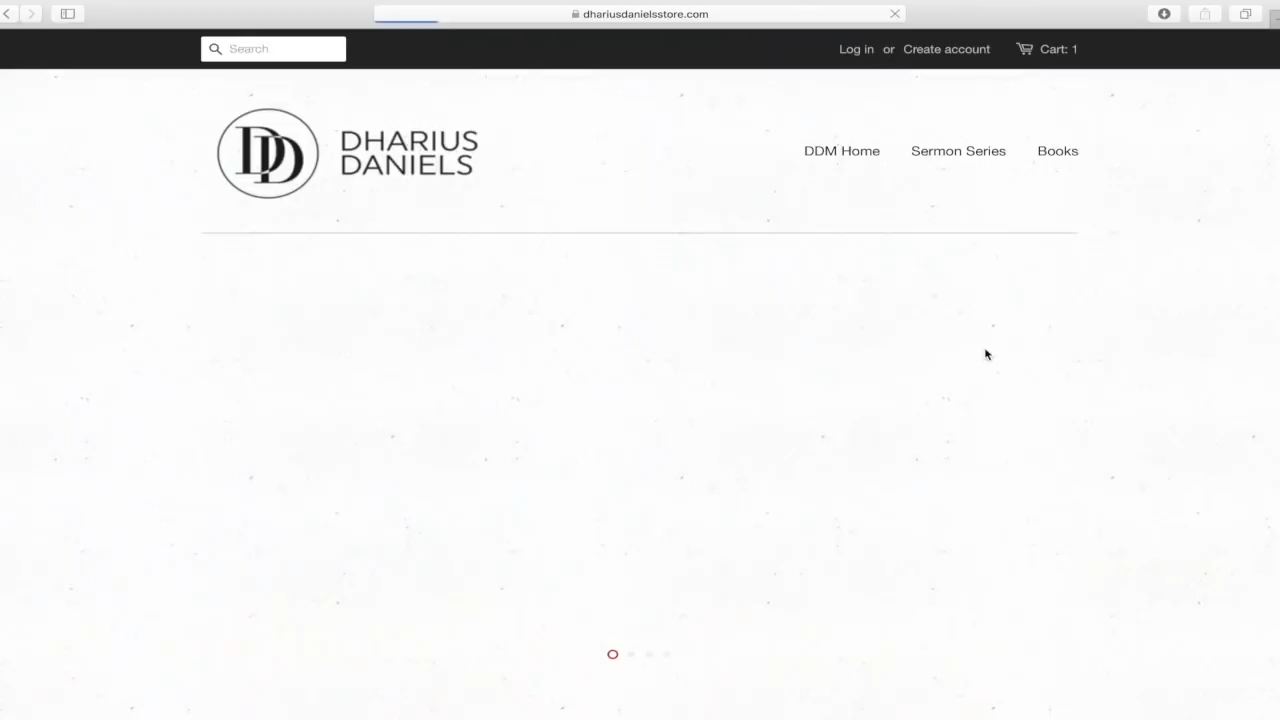 dhariusdanielsstore.com
Search
Log in or Create account
Cart: 1
DD
DHARIUS
DANIELS
DDM Home
Sermon Series
Books